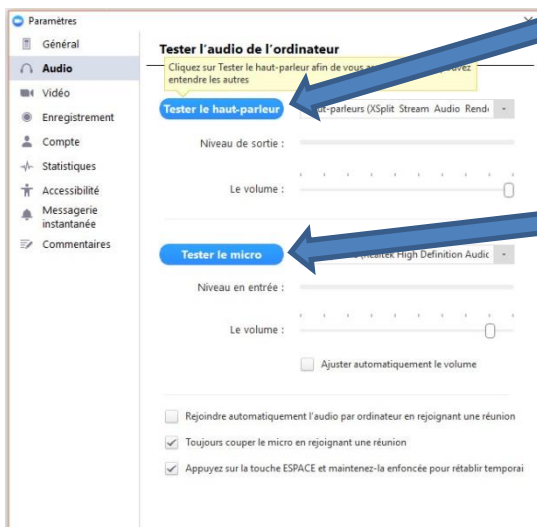 Paramètres
Général
Audio
Vidéo
Enregistrement
Compte
Statistiques
Accessibilité
Messagerie
instantanée
Commentaires
Tester l'audio de l'ordinateur
Cliquez sur Tester le haut-parleur afin de vous
entendre les autres
Tester le haut-parleur
ut-parleurs (XSplit Stream Audio Rende
Niveau de sortie :
Le volume :
Tester le micro
High Definition Audic
Niveau en entrée :
Le volume :
Ajuster automatiquement le volume
Rejoindre automatiquement l'audio par ordinateur en rejoignant une réunion
Toujours couper le micro en rejoignant une réunion
Appuyez sur la touche ESPACE et maintenez-la enfoncée pour rétablir temporai